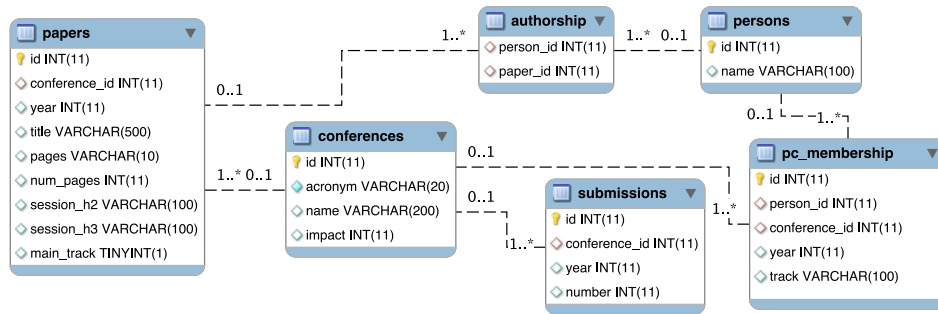 papers
id INT(11)
conference_id INT(11)
year INT(11)
title VARCHAR(500)
pages VARCHAR(10)
num_pages INT(11)
session_h2 VARCHAR(100)
session_h3 VARCHAR(100)
main_track TINYINT(1)
1..*
0..1
authorship
person_id INT(11)
paper_id INT(11)
1..* 0..1
persons
id INT(11)
name VARCHAR(100)
0..1
1..*
1..* 0..1
conferences
id INT(11)
acronym VARCHAR(20)
name VARCHAR(200)
impact INT(11)
0..1
1..*
0..1
1..*
submissions
id INT(11)
conference_id INT(11)
year INT(11)
number INT(11)
pc_membership
id INT(11)
person_id INT(11)
conference_id INT(11)
year INT(11)
track VARCHAR(100)